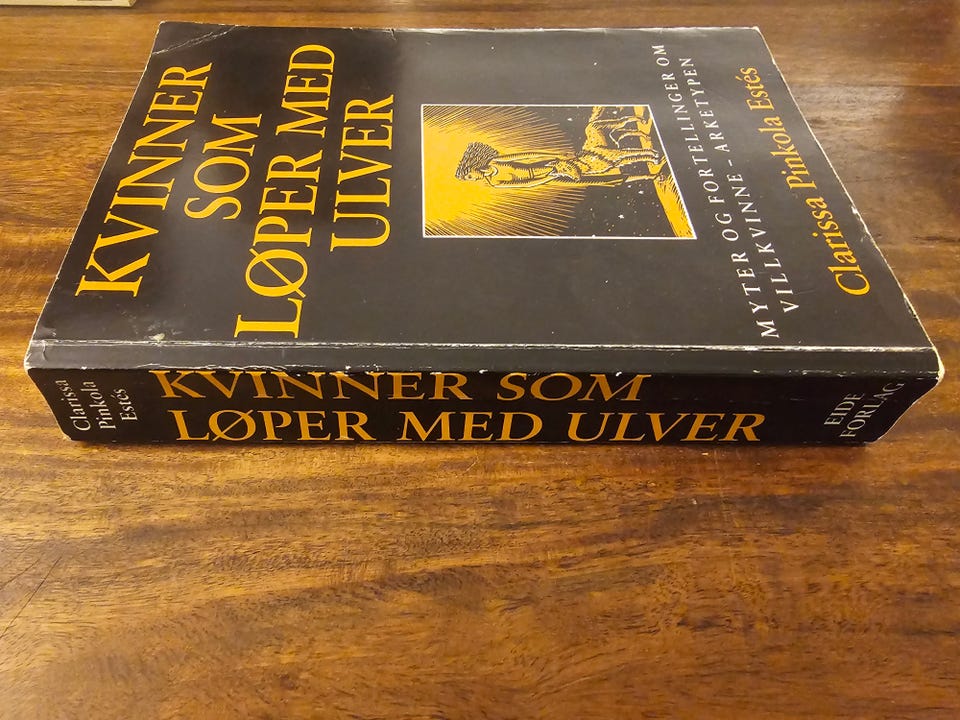 KVINNER
SOM
LØPER MED
ULVER
MYTER OG FORTELLINGER OM
VILLKVINNE - ARKETYPEN
Clarissa Pinkola Estés
Clarissa
Pinkola
Estés
KVINNER SOM
LØPER MED ULVER
EIDE
FORLAG